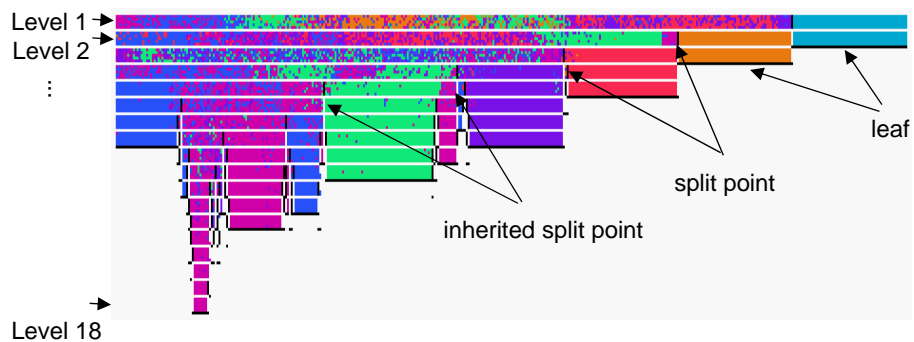 Level 1
Level 2
⋮
leaf
split point
inherited split point
Level 18